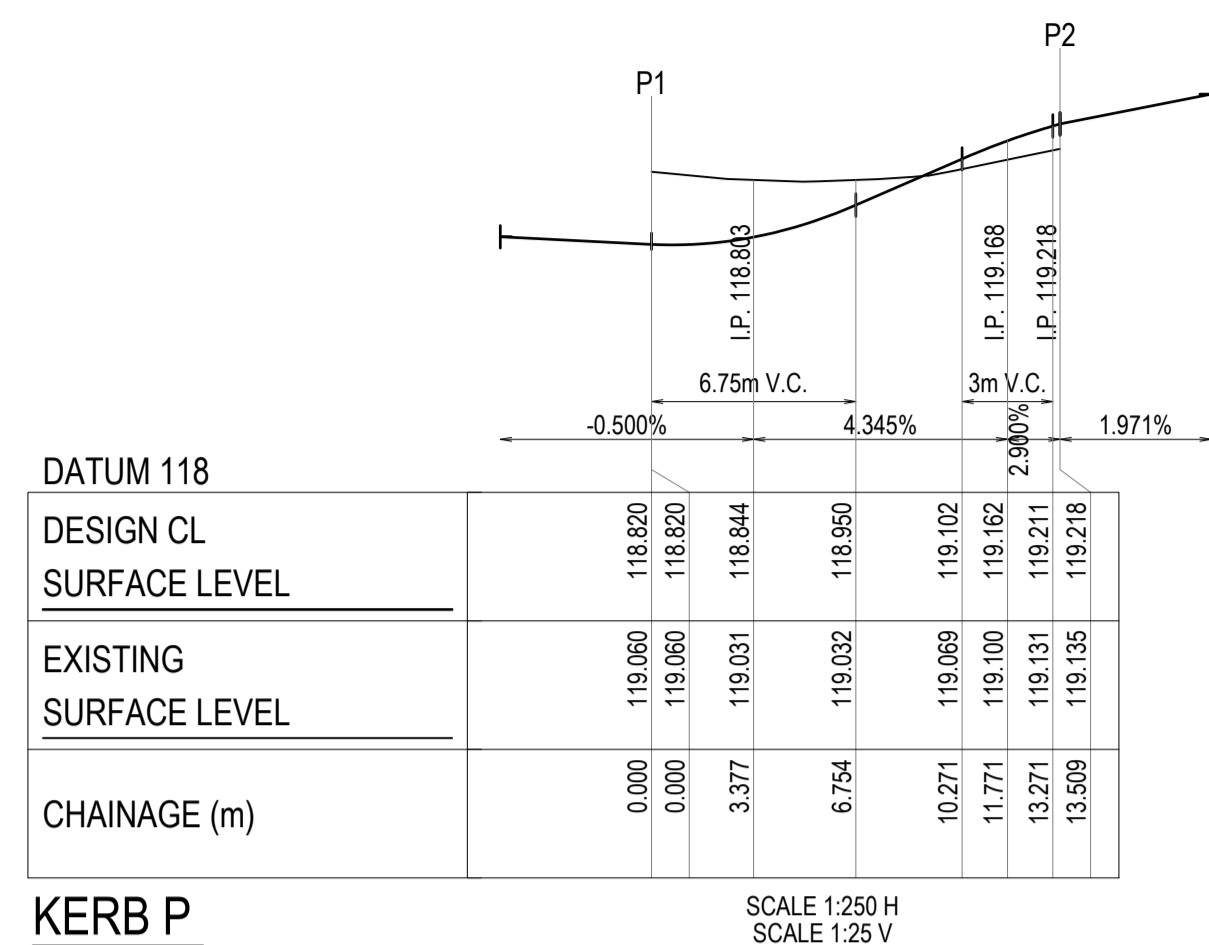 P2
P1
I.P. 118.803
I.P. 119.168
I.P. 119.218
6.75m V.C.
3m V.C.
-0.500%
4.345%
2.900%
1.971%
DATUM 118
DESIGN CL
SURFACE LEVEL
118.820
118.820
118.844
118.950
119.102
119.162
119.211
119.218
EXISTING
SURFACE LEVEL
119.060
119.060
119.031
119.032
119.069
119.100
119.131
119.135
CHAINAGE (m)
0.000
0.000
3.377
6.754
10.271
11.771
13.271
13.509
KERB P
SCALE 1:250 H
SCALE 1:25 V